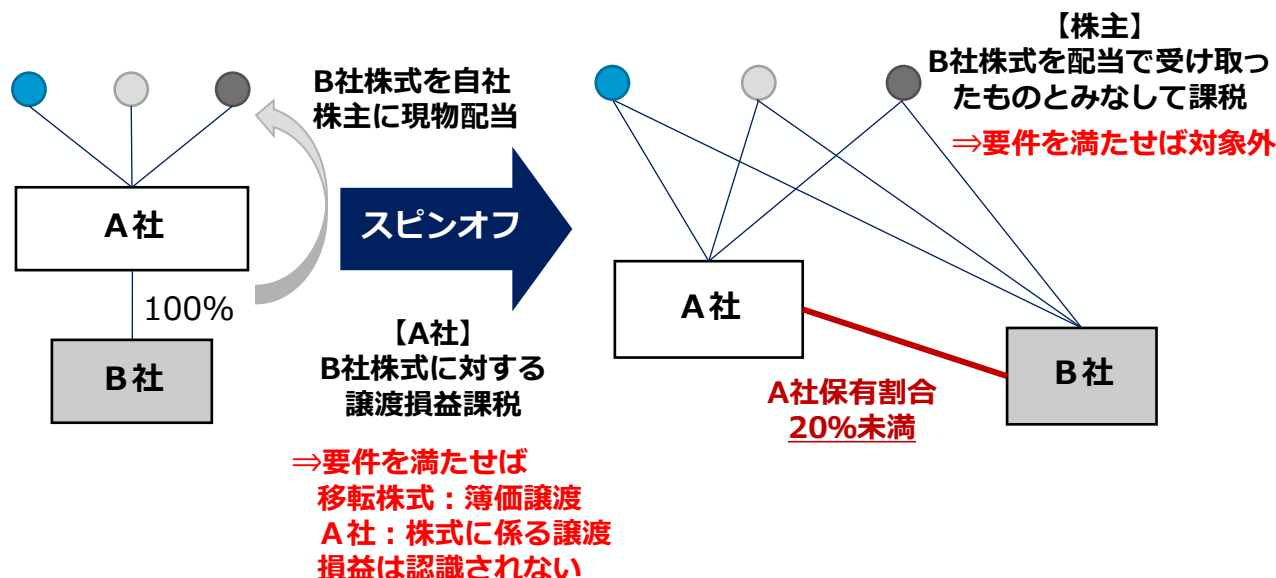 B社株式を自社
株主に現物配当
A社
100%
B社
スピンオフ
【A社】
B社株式に対する
譲渡損益課税
⇒要件を満たせば
移転株式：簿価譲渡
A社：株式に係る譲渡
損益は認識されない
【株主】
B社株式を配当で受け取っ
たものとみなして課税
⇒要件を満たせば対象外
A社
A社保有割合
20%未満
B社